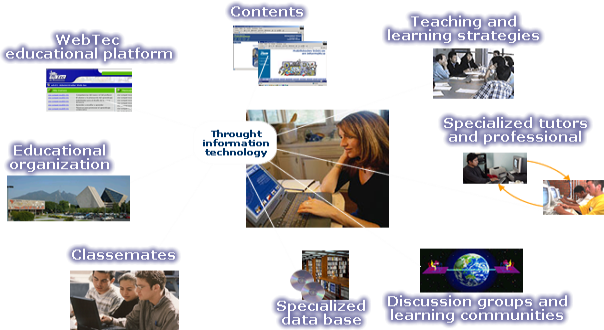 Contents
Teaching and
learning strategies
WebTec
educational platform
Throught
information
technology
Specialized tutors
and professional
Educational
organization
Classemates
Specialized
data base
Discussion groups and
learning communities